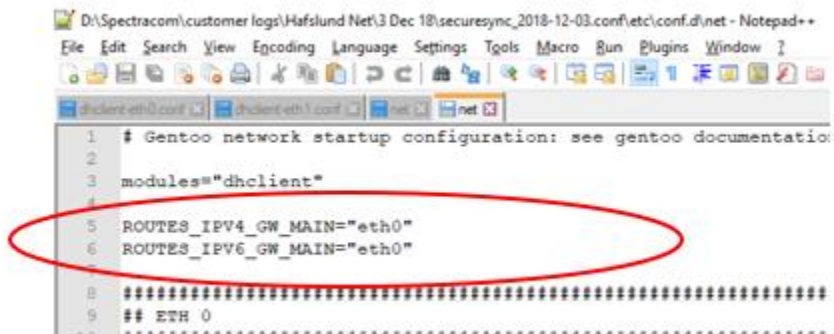 D:\Spectracom\customer logs\Hafslund Net\3 Dec 18\securesync_2018-12-03.conf\etc\conf.d\net - Notepad++
File Edit Search View Encoding Language Settings Tools Macro Run Plugins Window ?
dhclient-eth0.conf dhclient-eth1.conf net net
1 # Gentoo network startup configuration: see gentoo documentatio
2
3 modules="dhclient"
4
5 ROUTES_IPV4_GW_MAIN="eth0"
6 ROUTES_IPV6_GW_MAIN="eth0"
7
8 ################################################################
9 ## ETH 0